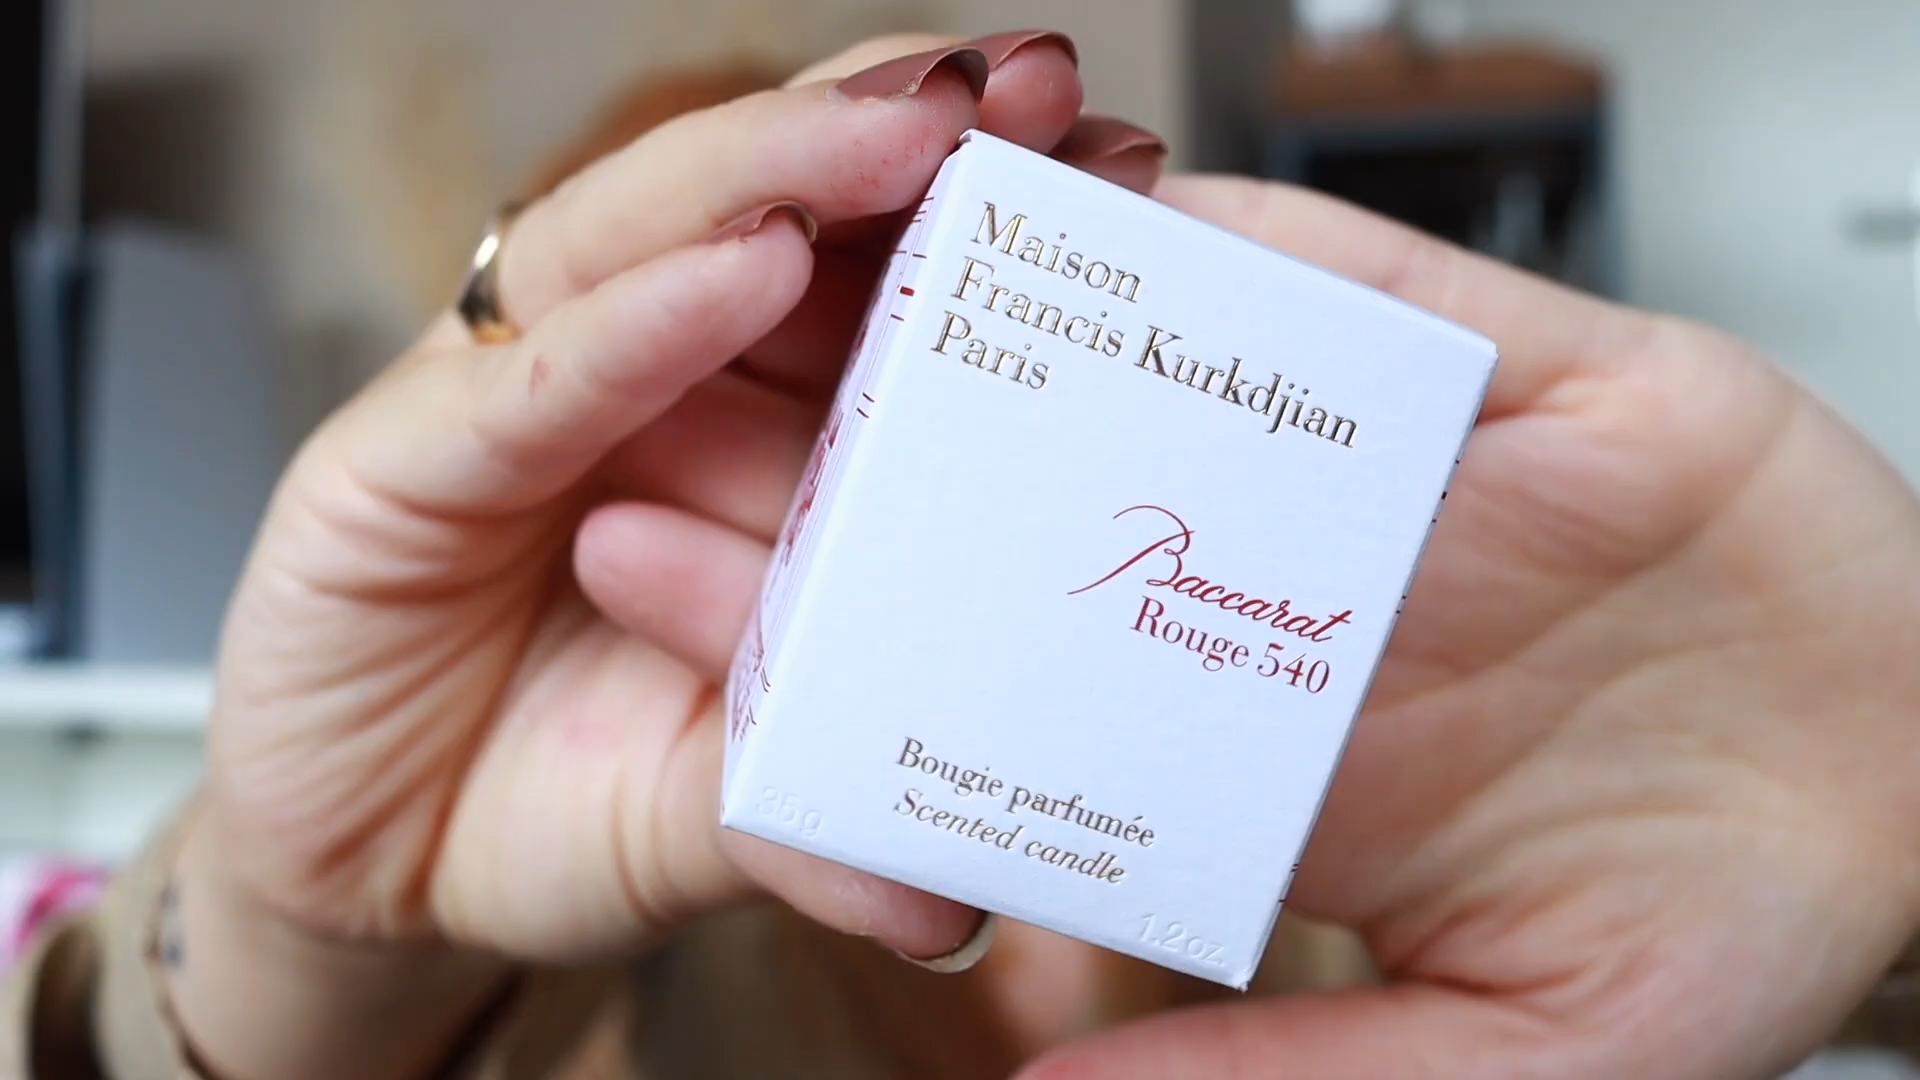 Maison
Francis Kurkdjian
Paris
Baccarat
Rouge 540
Bougie parfumée
Scented candle
35g
1.2 oz.